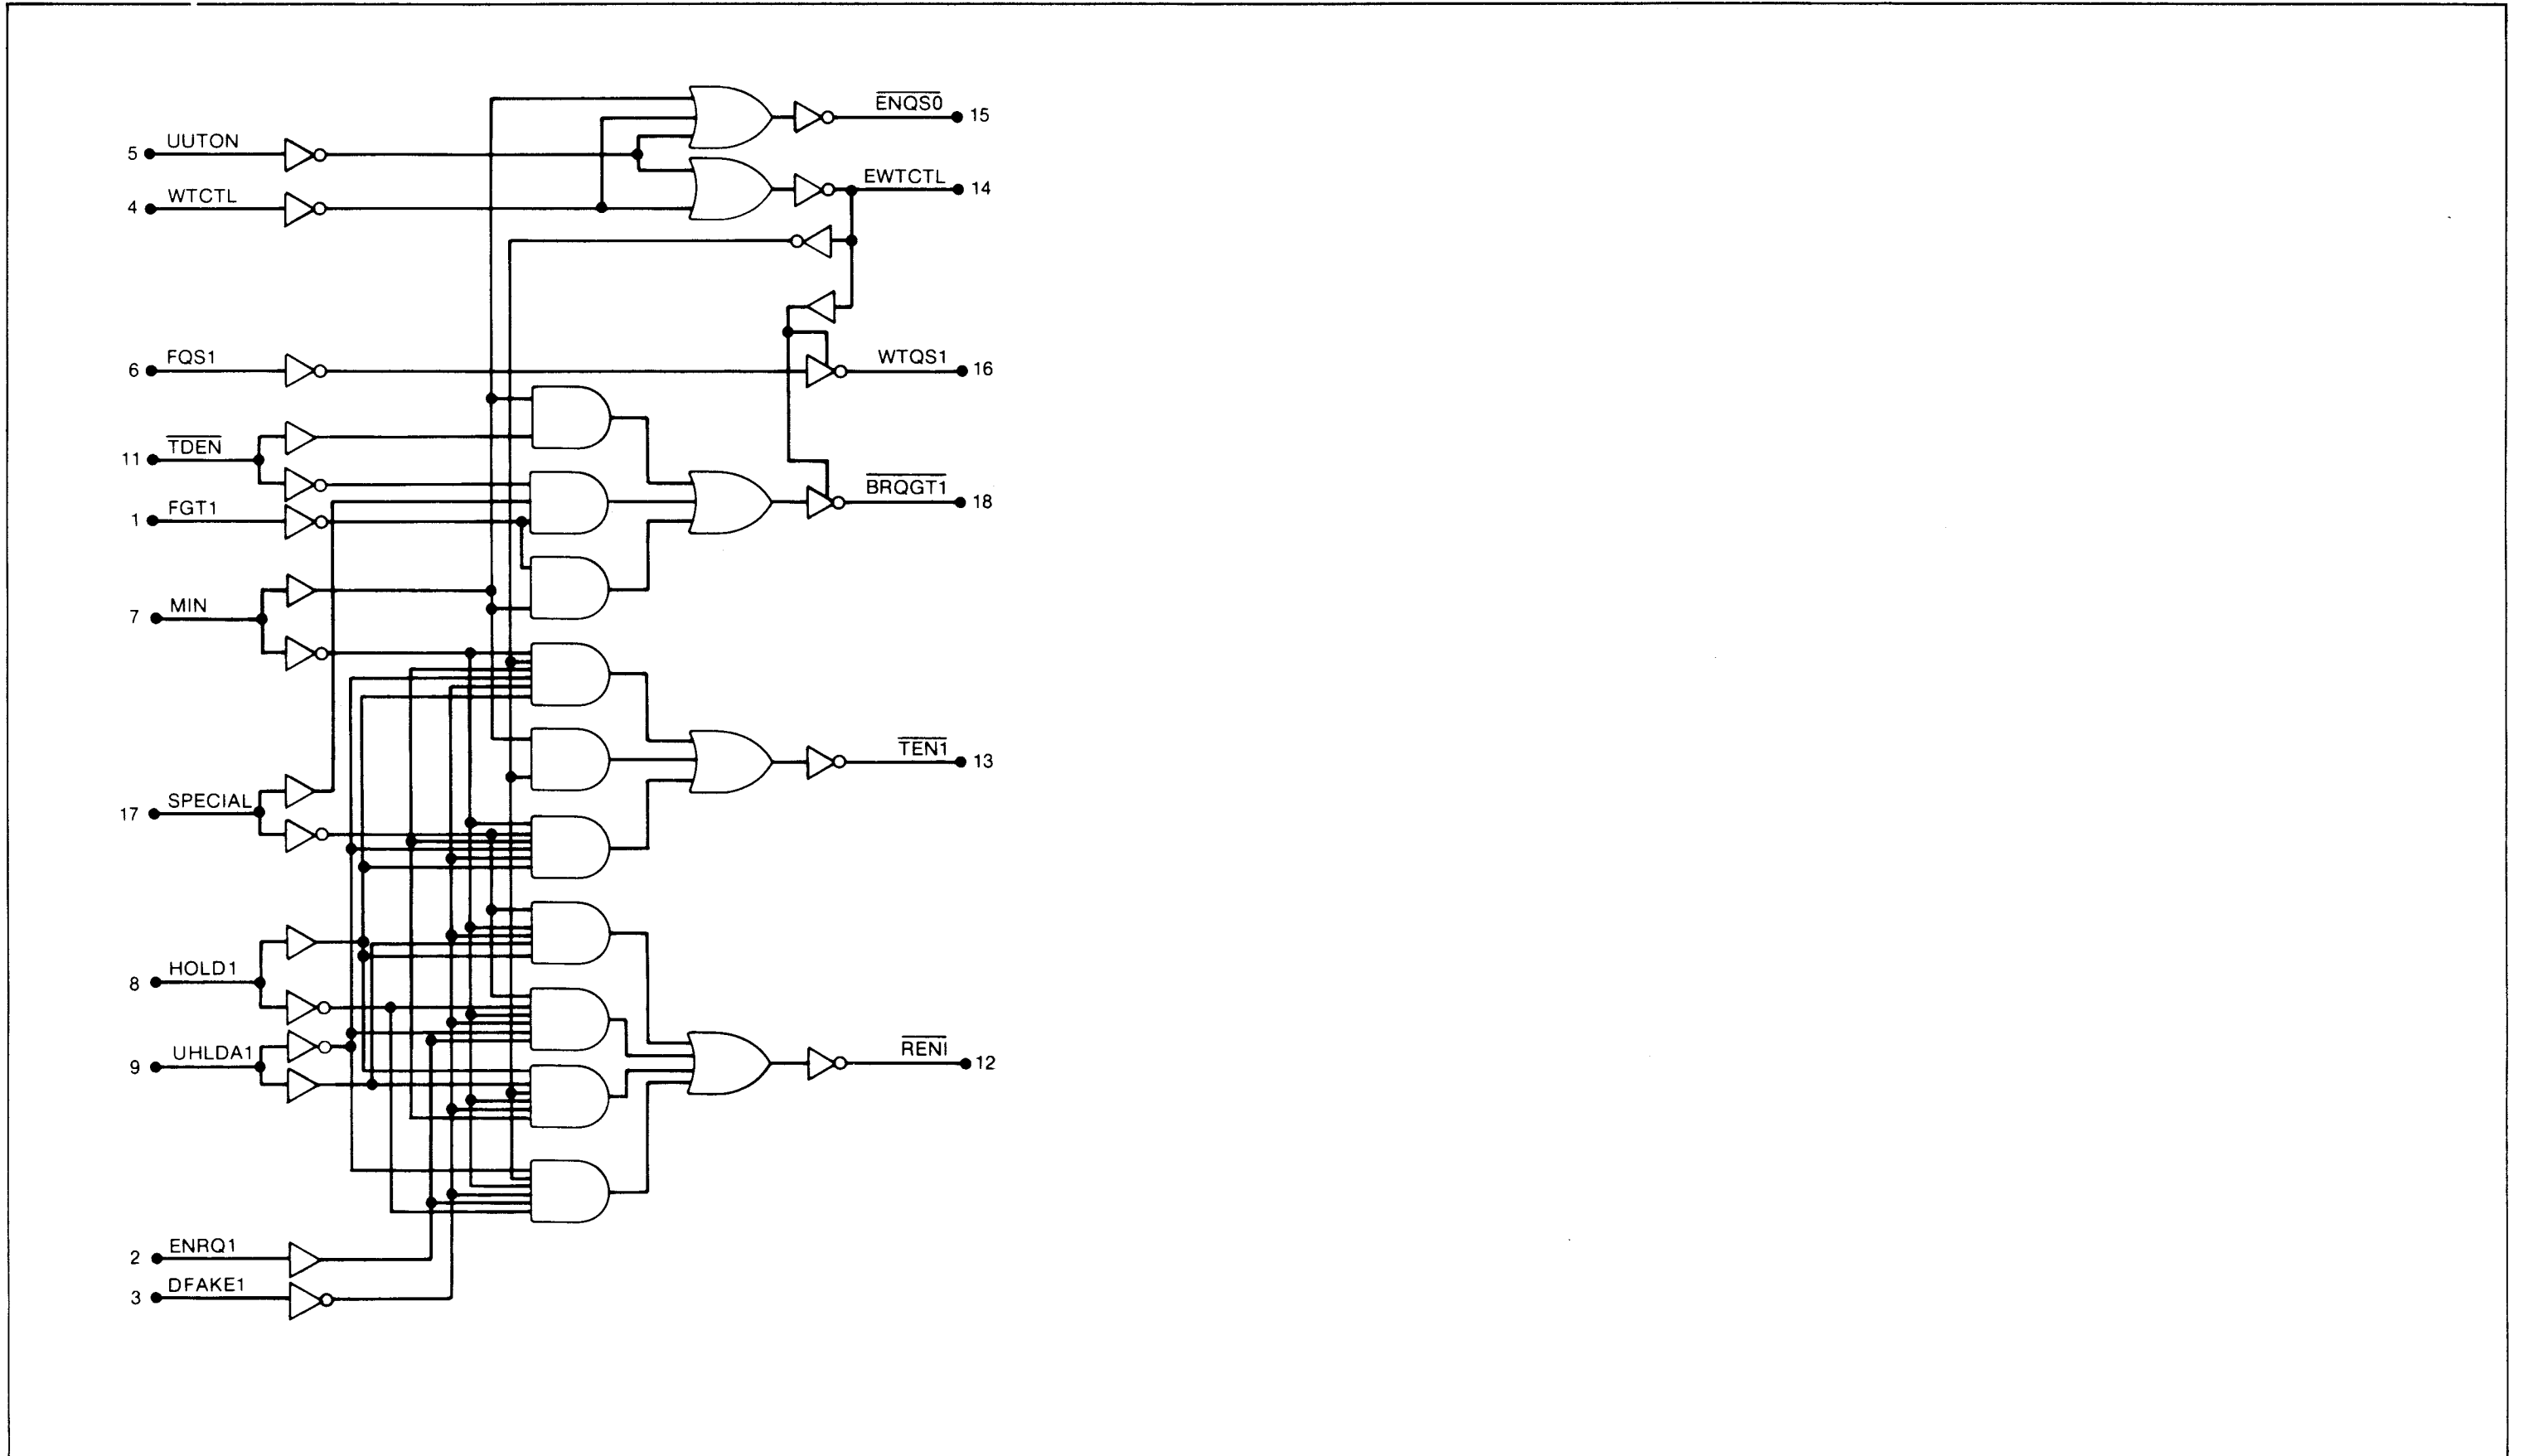 ENQS0 15
5 UUTON
EWTCTL 14
4 WTCTL
FQS1
6
WTQS1 16
TDEN
11
BRQGT1 18
FGT1
1
MIN
7
TEN1 13
SPECIAL
17
HOLD1
8
UHLDA1
9
RENI 12
ENRQ1
2
DFAKE1
3